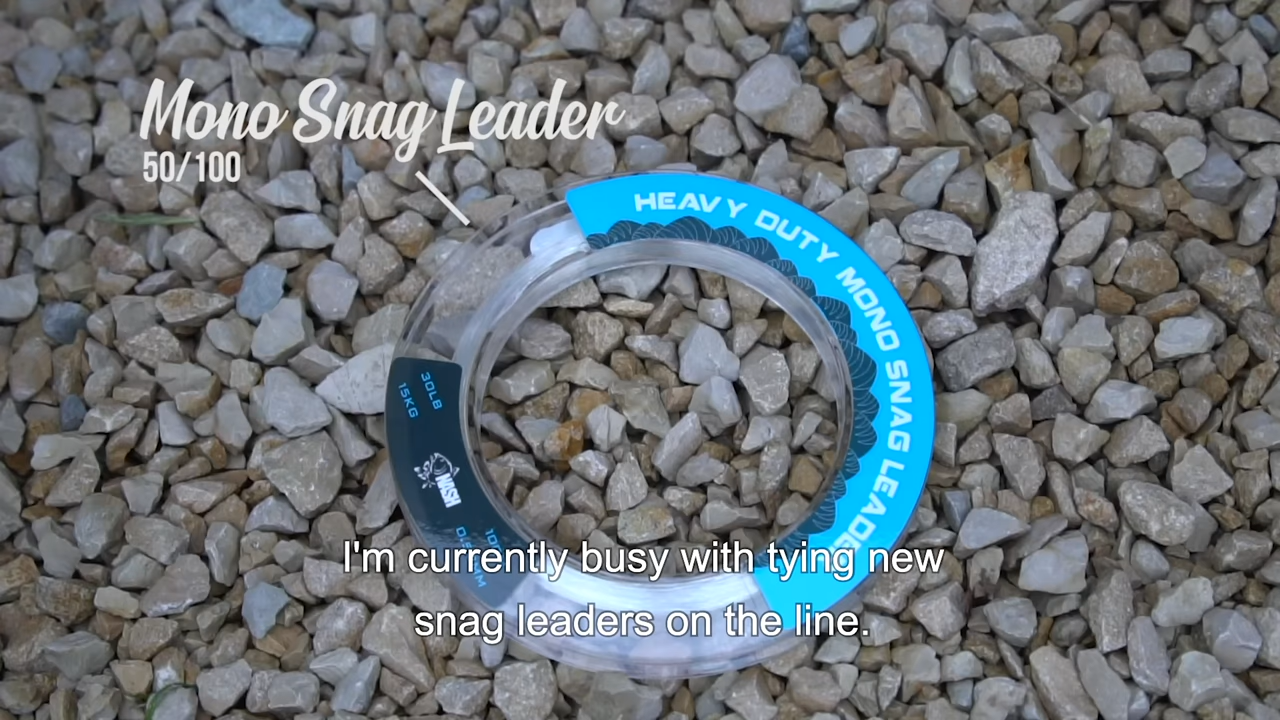 Mono Snag Leader
50/100
HEAVY DUTY MONO SNAG LEADER
30LB
15KG
NASH
I'm currently busy with tying new
snag leaders on the line.